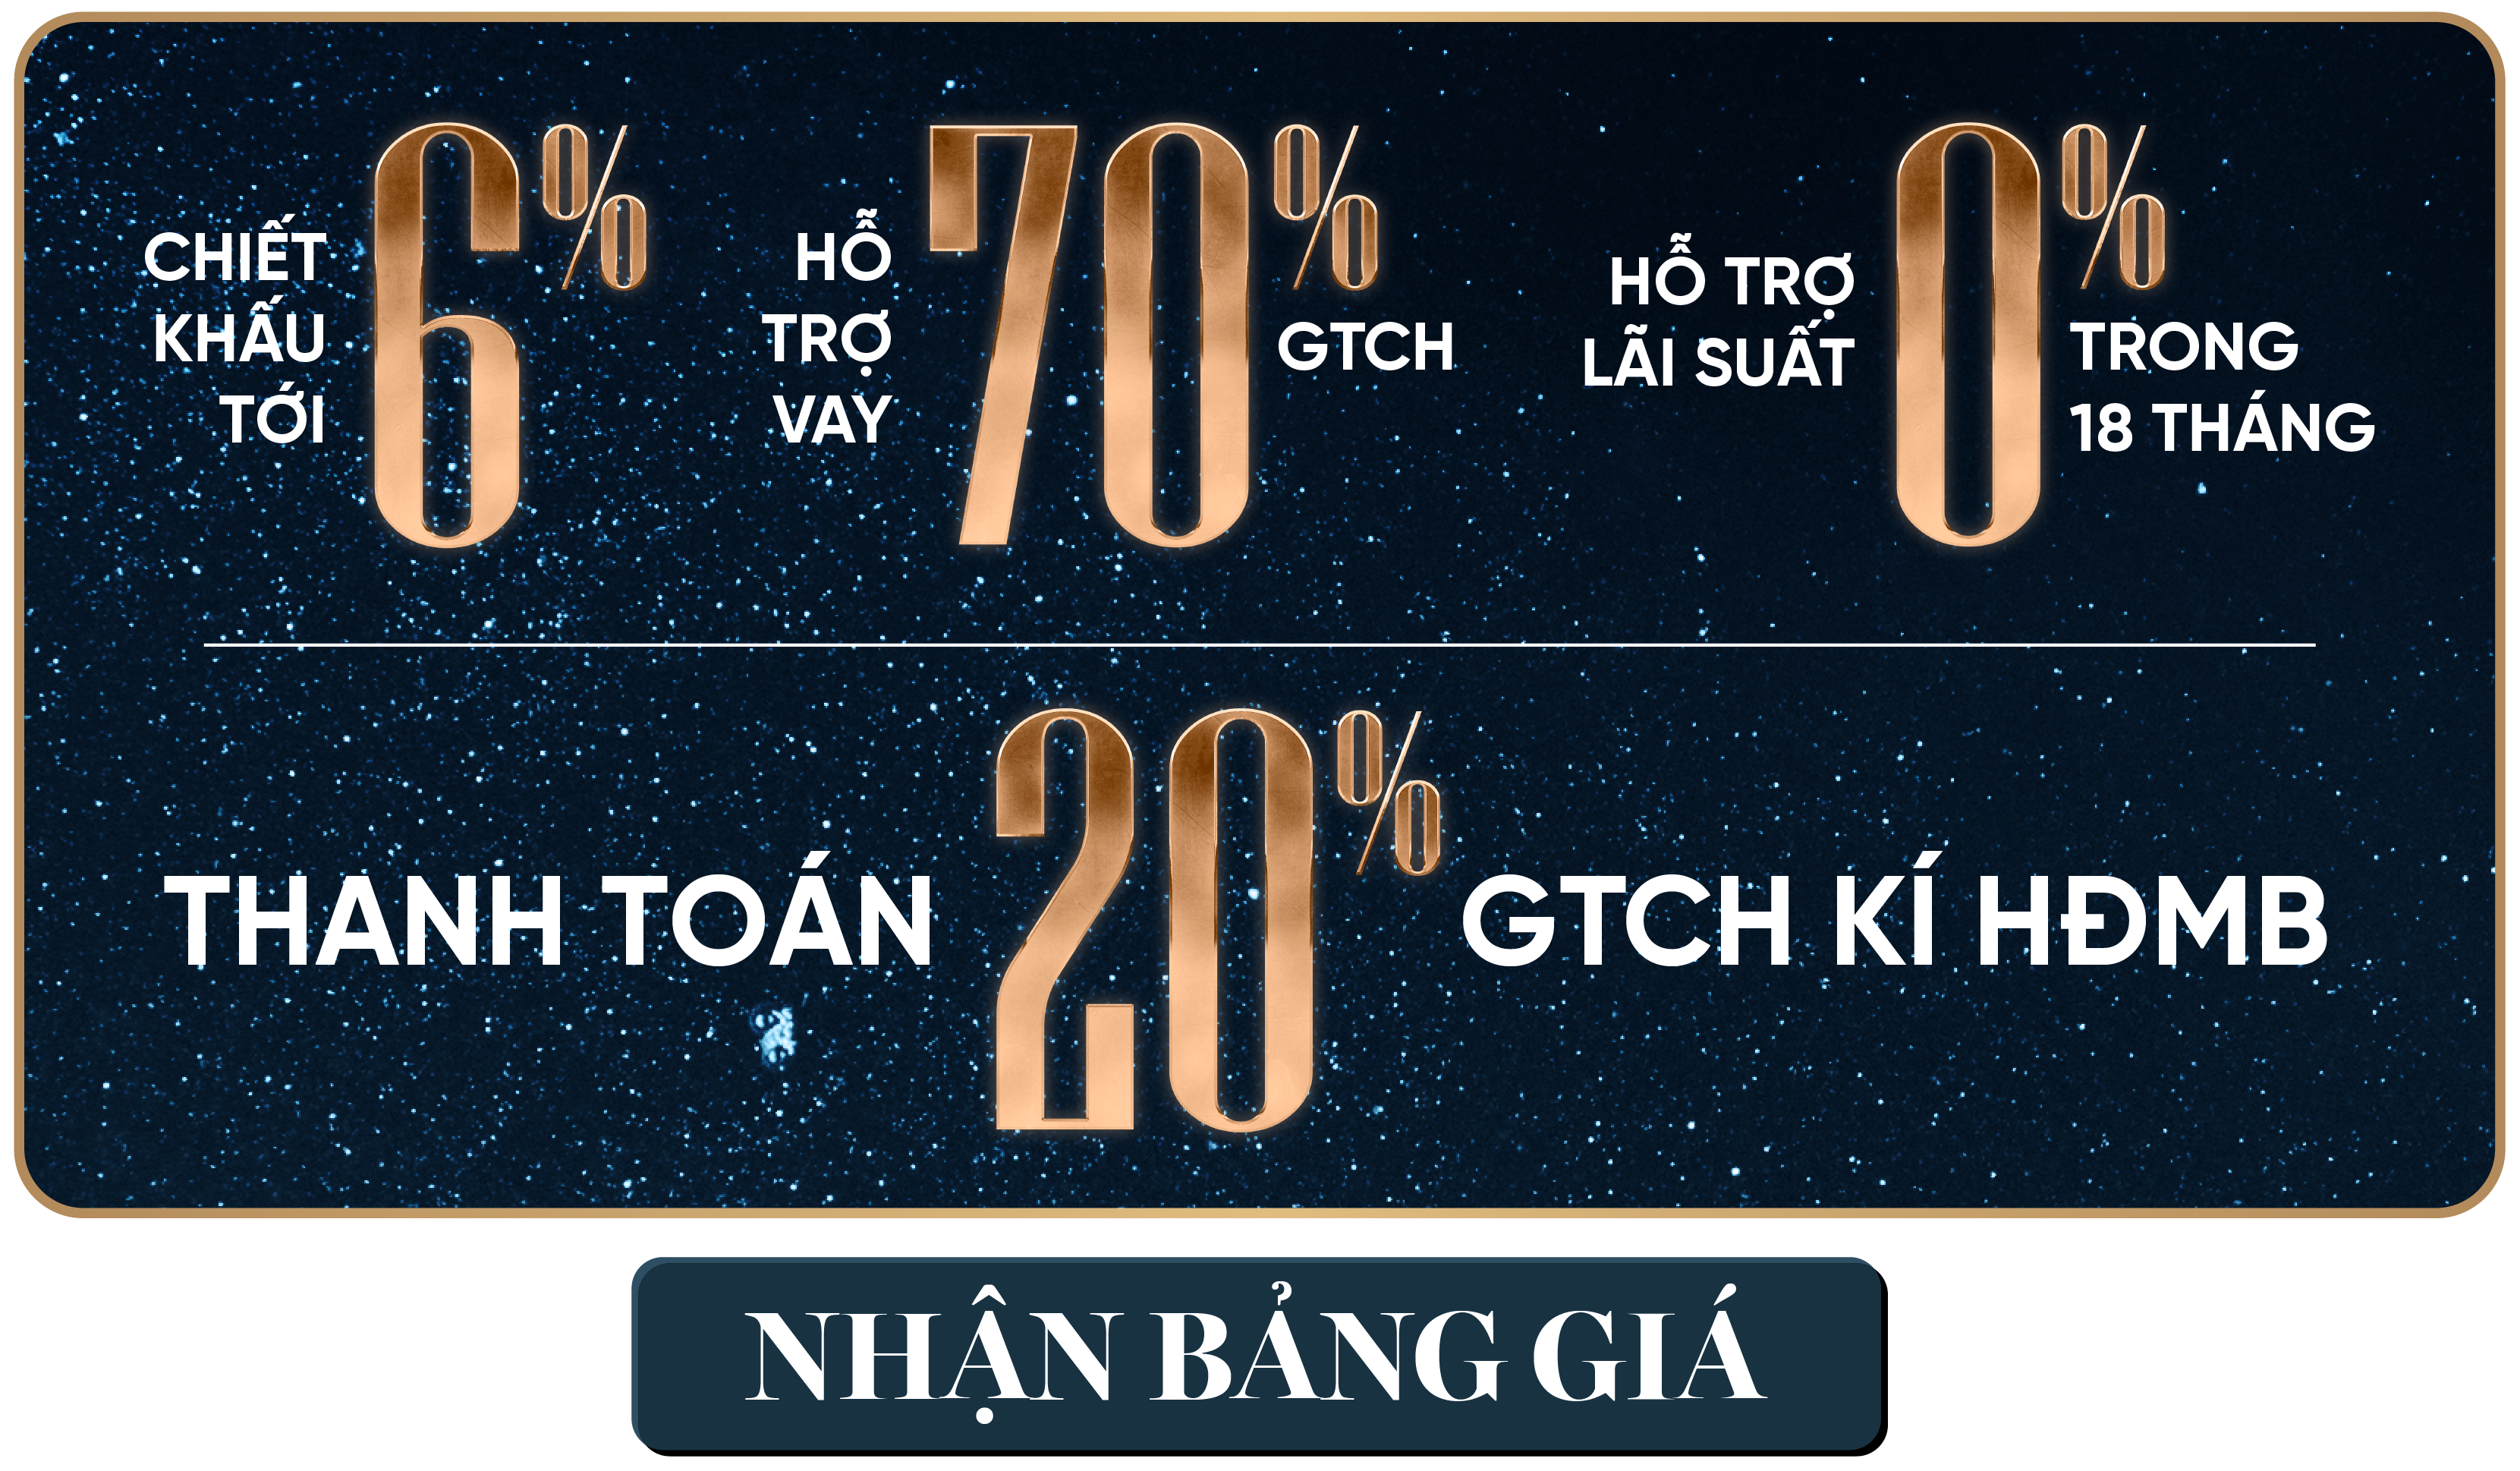 CHIẾT
KHẤU
TỚI
6%
HỖ
TRỢ
VAY
70%
GTCH
HỖ TRỢ
LÃI SUẤT
0%
TRONG
18 THÁNG
THANH TOÁN 20% GTCH KÍ HĐMB
NHẬN BẢNG GIÁ